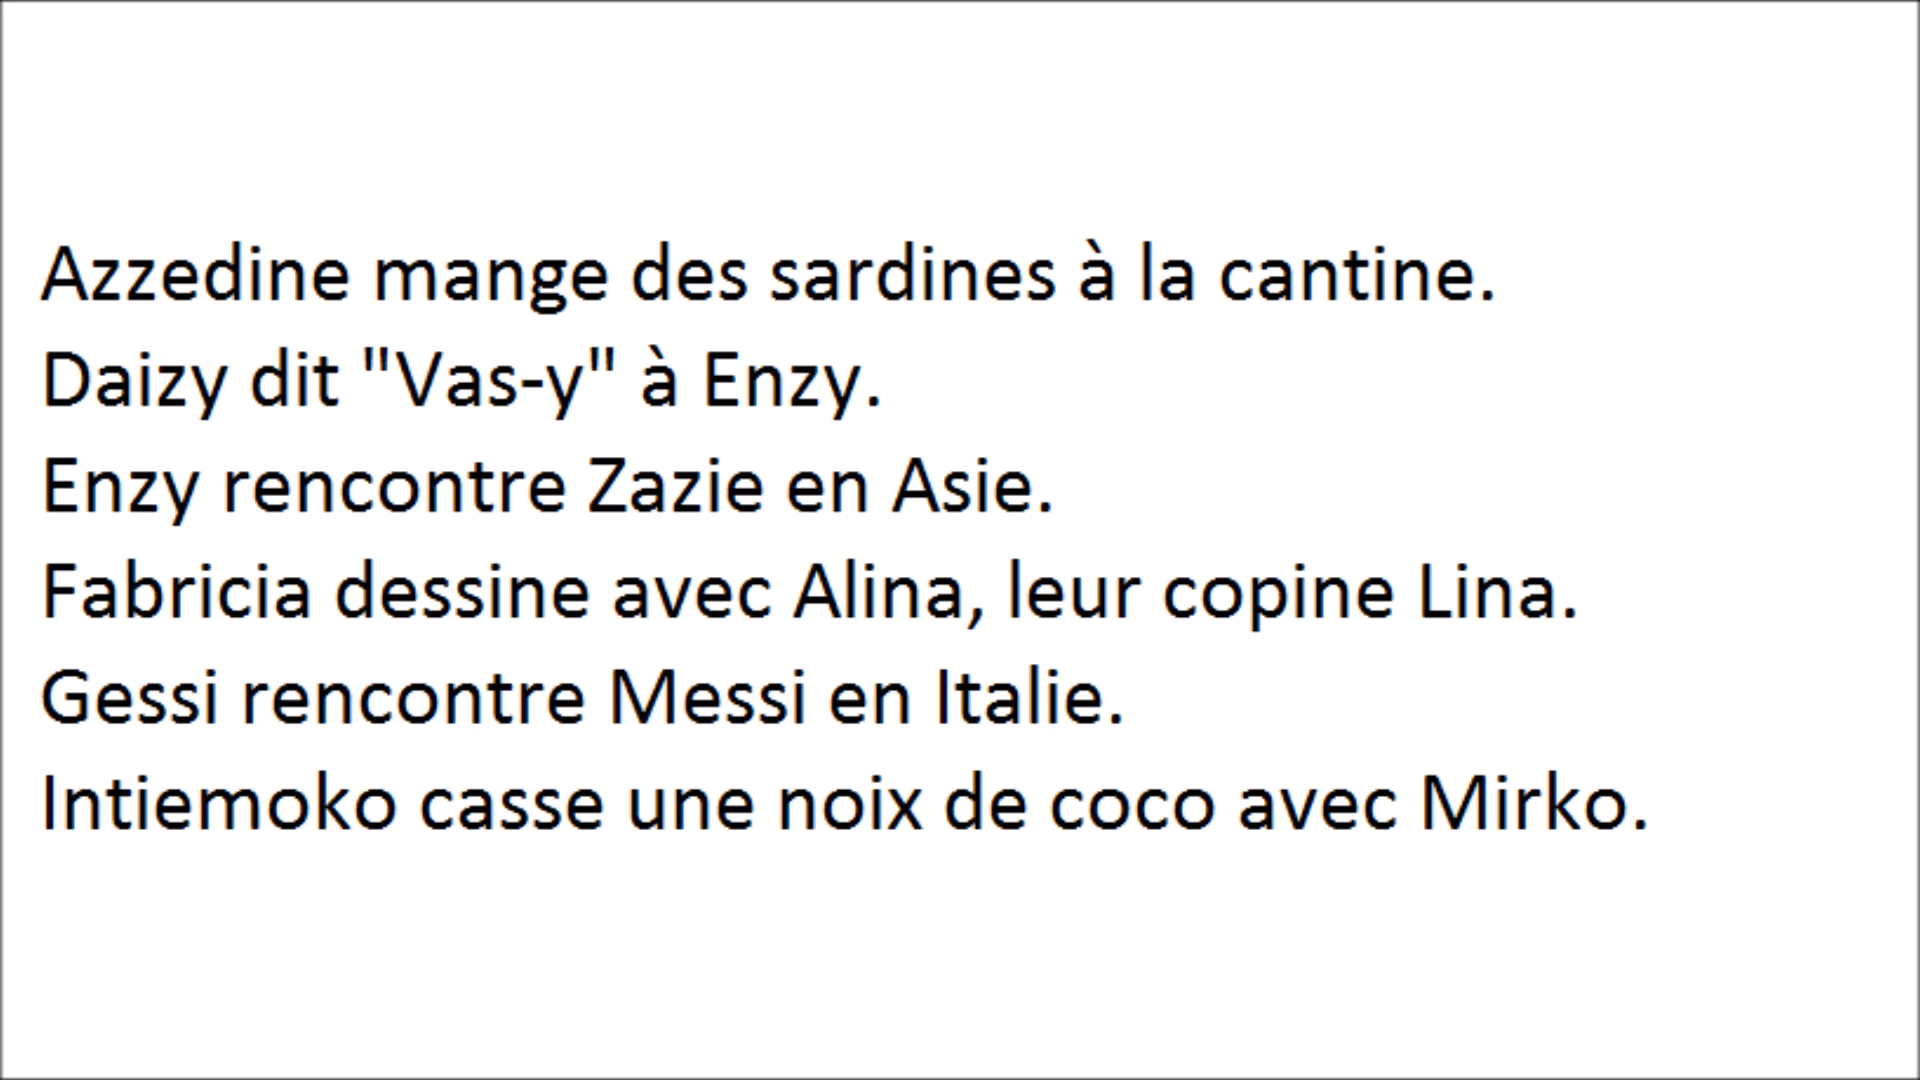 Azzedine mange des sardines à la cantine.
Daizy dit "Vas-y" à Enzy.
Enzy rencontre Zazie en Asie.
Fabricia dessine avec Alina, leur copine Lina.
Gessi rencontre Messi en Italie.
Intiemoko casse une noix de coco avec Mirko.